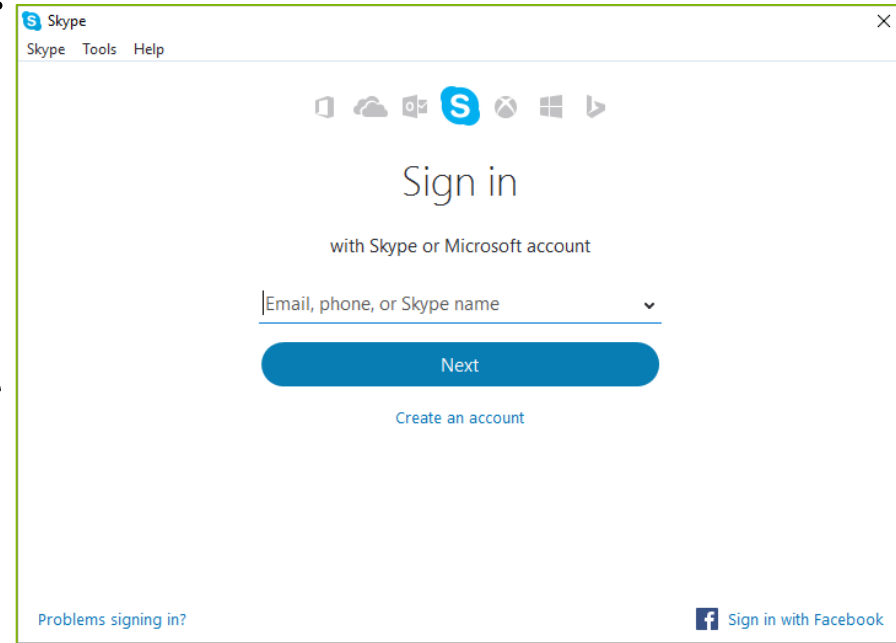 Skype
Skype Tools Help
Sign in
with Skype or Microsoft account
Email, phone, or Skype name
Next
Create an account
Problems signing in?
Sign in with Facebook